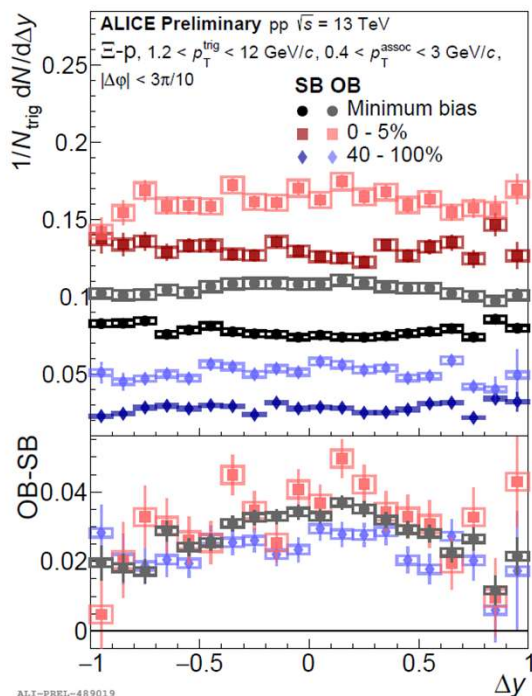 ALICE Preliminary pp √s = 13 TeV
Ξ-p, 1.2 < p_T^trig < 12 GeV/c, 0.4 < p_T^assoc < 3 GeV/c,
|Δφ| < 3π/10
SB OB
Minimum bias
0 - 5%
40 - 100%
1/N_trig dN/dΔy
0.25
0.2
0.15
0.1
0.05
OB-SB
0.04
0.02
0
−1 −0.5 0 0.5 1
Δy
ALI-PREL-489019